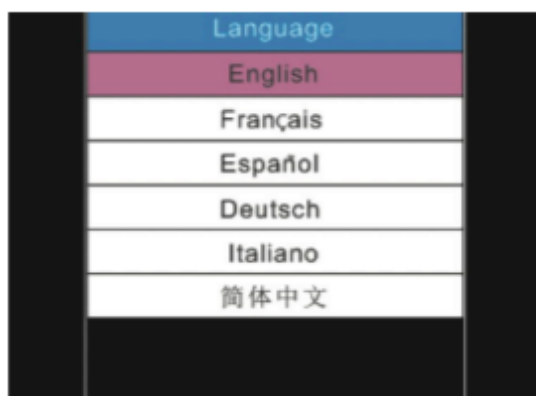 Language
English
Français
Español
Deutsch
Italiano
简体中文